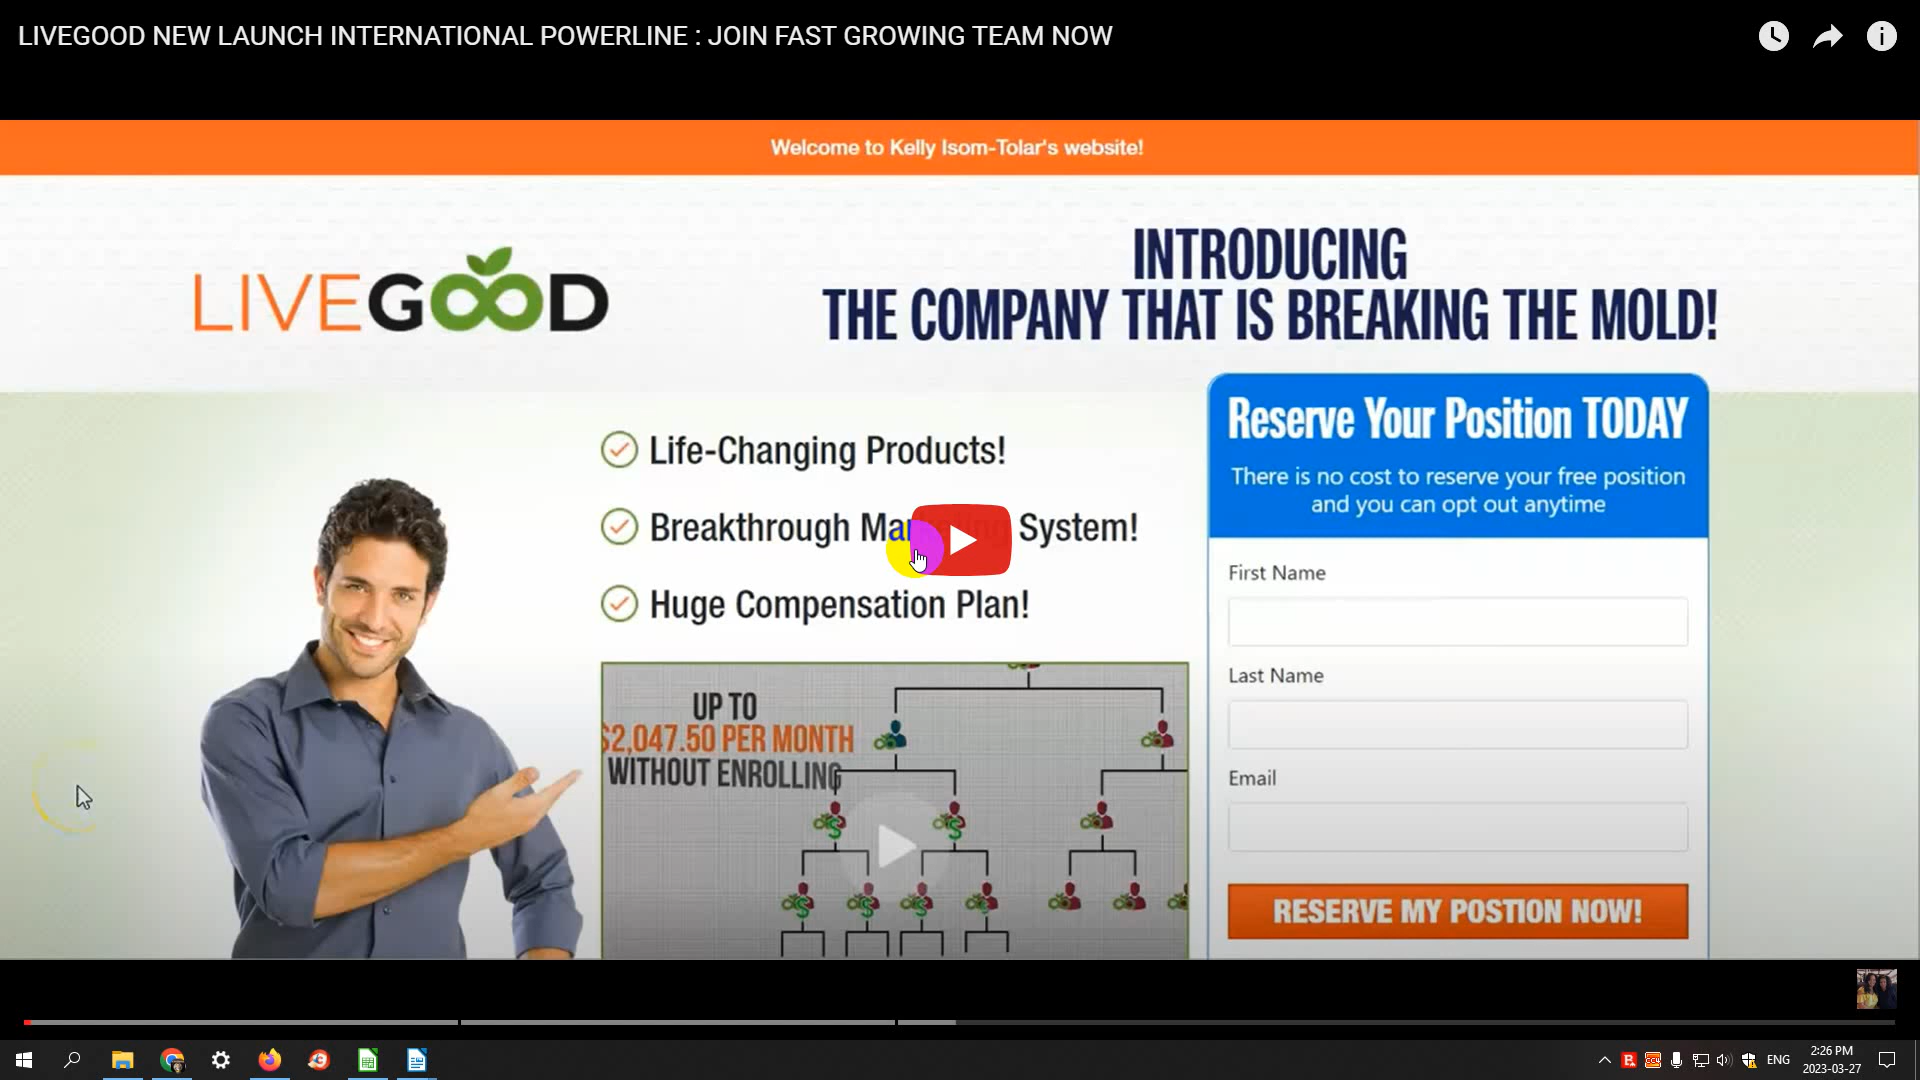 LIVEGOOD NEW LAUNCH INTERNATIONAL POWERLINE : JOIN FAST GROWING TEAM NOW
Welcome to Kelly Isom-Tolar's website!
LIVEGOOD
INTRODUCING
THE COMPANY THAT IS BREAKING THE MOLD!
Life-Changing Products!
Breakthrough Marketing System!
Huge Compensation Plan!
UP TO
$2,047.50 PER MONTH
WITHOUT ENROLLING
Reserve Your Position TODAY
There is no cost to reserve your free position
and you can opt out anytime
First Name
Last Name
Email
RESERVE MY POSTION NOW!
ENG
2:26 PM
2023-03-27